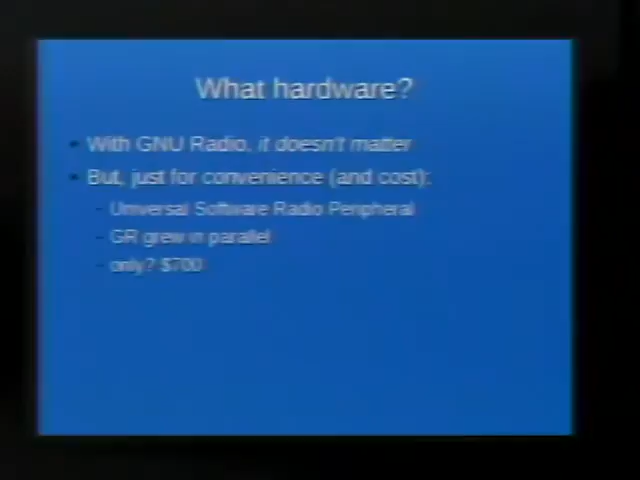 What hardware?
With GNU Radio, it doesn't matter
But, just for convenience (and cost):
Universal Software Radio Peripheral
GR grew in parallel
only? $700